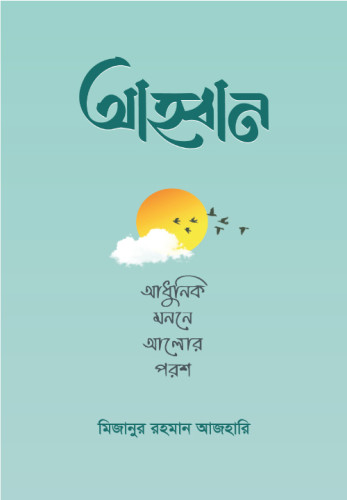 আহ্বান
আধুনিক
মননে
আলোর
পরশ
মিজানুর রহমান আজহারি